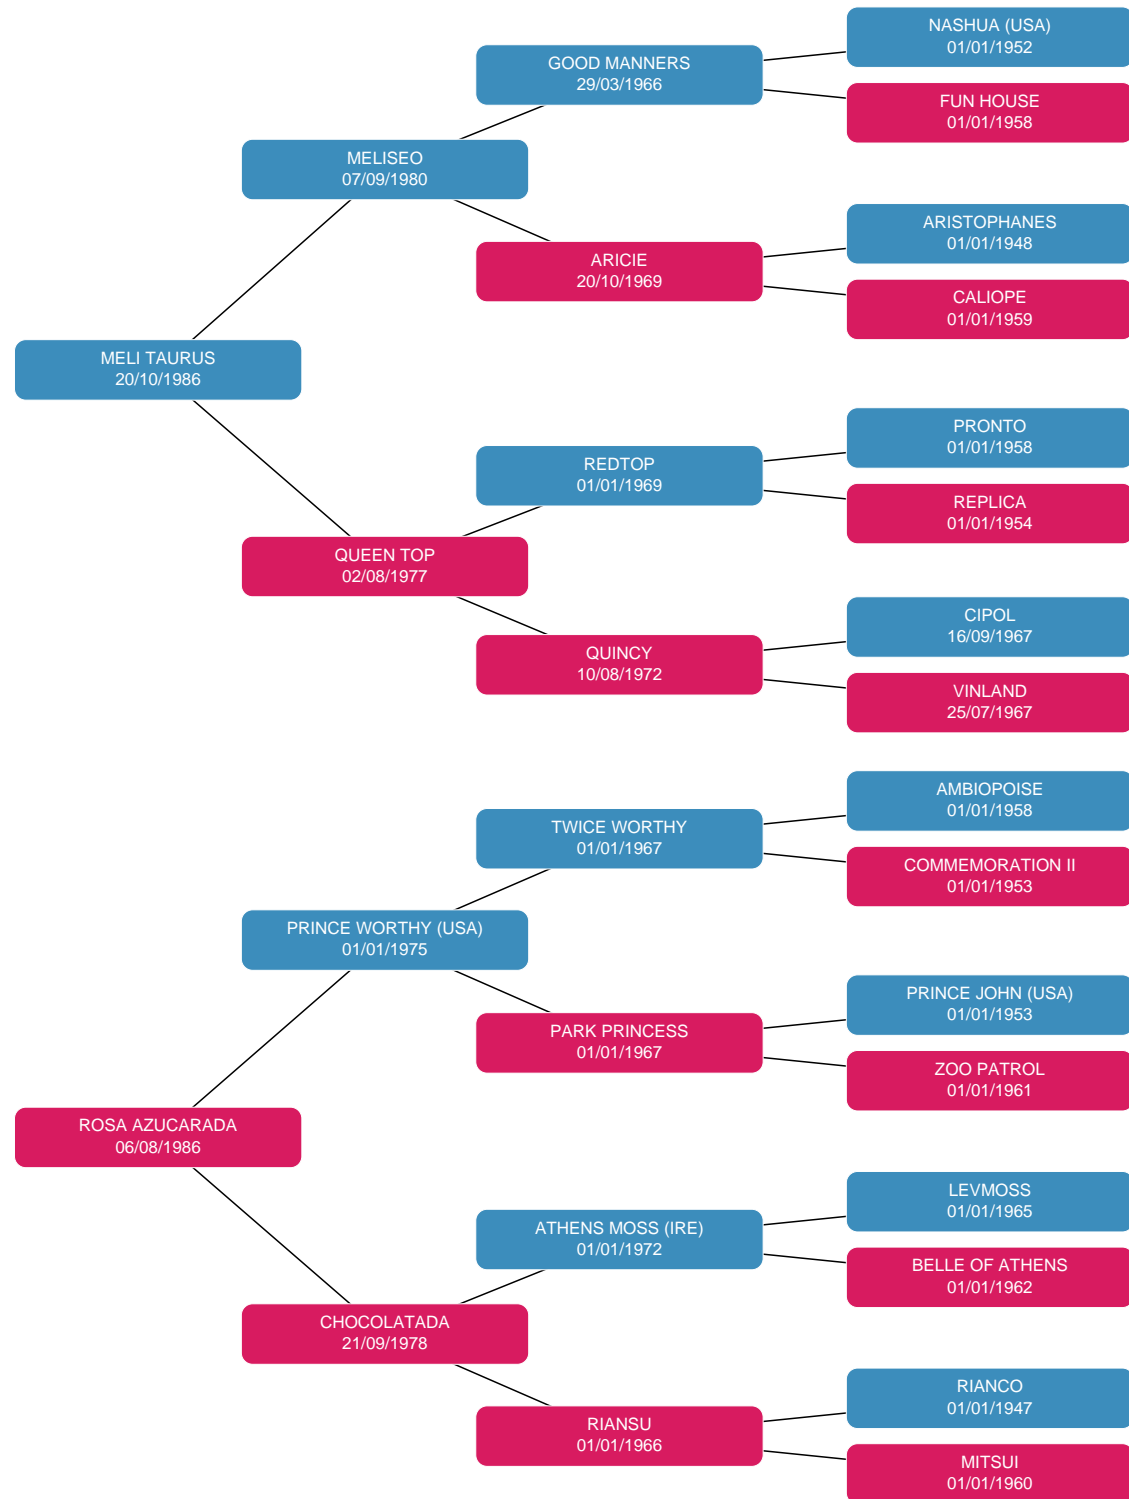 NASHUA (USA)
01/01/1952
GOOD MANNERS
29/03/1966
FUN HOUSE
01/01/1958
MELISEO
07/09/1980
ARISTOPHANES
01/01/1948
ARICIE
20/10/1969
CALIOPE
01/01/1959
MELI TAURUS
20/10/1986
PRONTO
01/01/1958
REDTOP
01/01/1969
REPLICA
01/01/1954
QUEEN TOP
02/08/1977
CIPOL
16/09/1967
QUINCY
10/08/1972
VINLAND
25/07/1967
AMBIOPOISE
01/01/1958
TWICE WORTHY
01/01/1967
COMMEMORATION II
01/01/1953
PRINCE WORTHY (USA)
01/01/1975
PRINCE JOHN (USA)
01/01/1953
PARK PRINCESS
01/01/1967
ZOO PATROL
01/01/1961
ROSA AZUCARADA
06/08/1986
LEVMOSS
01/01/1965
ATHENS MOSS (IRE)
01/01/1972
BELLE OF ATHENS
01/01/1962
CHOCOLATADA
21/09/1978
RIANCO
01/01/1947
RIANSU
01/01/1966
MITSUI
01/01/1960